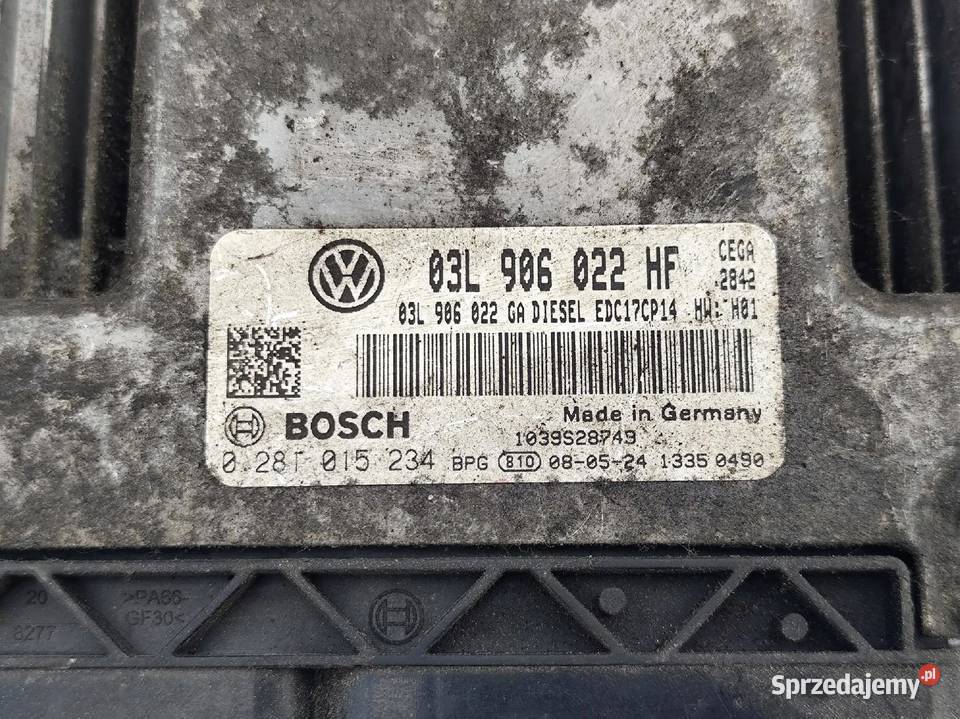 03L 906 022 HF
CEGA
2842
03L 906 022 GA DIESEL EDC17CP14 HW: H01
BOSCH
Made in Germany
1039S28749
0 281 015 234 BPG 810 08-05-24 1335 0490
20
8277
>PA66-
GF30<
Sprzedajemy.pl